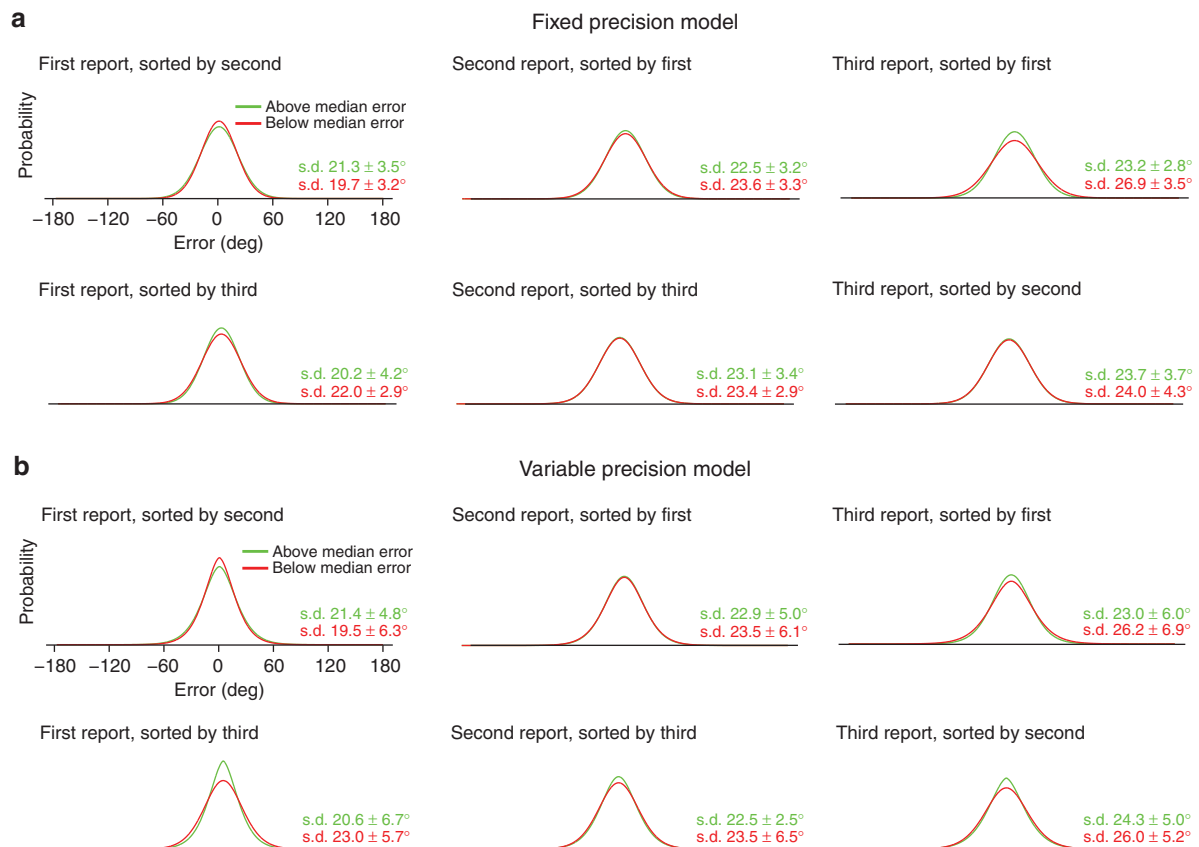 a
Fixed precision model
First report, sorted by second
Probability
Above median error
Below median error
s.d. 21.3 ± 3.5°
s.d. 19.7 ± 3.2°
−180 −120 −60 0 60 120 180
Error (deg)
Second report, sorted by first
s.d. 22.5 ± 3.2°
s.d. 23.6 ± 3.3°
Third report, sorted by first
s.d. 23.2 ± 2.8°
s.d. 26.9 ± 3.5°
First report, sorted by third
s.d. 20.2 ± 4.2°
s.d. 22.0 ± 2.9°
Second report, sorted by third
s.d. 23.1 ± 3.4°
s.d. 23.4 ± 2.9°
Third report, sorted by second
s.d. 23.7 ± 3.7°
s.d. 24.0 ± 4.3°
b
Variable precision model
First report, sorted by second
Probability
Above median error
Below median error
s.d. 21.4 ± 4.8°
s.d. 19.5 ± 6.3°
−180 −120 −60 0 60 120 180
Error (deg)
Second report, sorted by first
s.d. 22.9 ± 5.0°
s.d. 23.5 ± 6.1°
Third report, sorted by first
s.d. 23.0 ± 6.0°
s.d. 26.2 ± 6.9°
First report, sorted by third
s.d. 20.6 ± 6.7°
s.d. 23.0 ± 5.7°
Second report, sorted by third
s.d. 22.5 ± 2.5°
s.d. 23.5 ± 6.5°
Third report, sorted by second
s.d. 24.3 ± 5.0°
s.d. 26.0 ± 5.2°